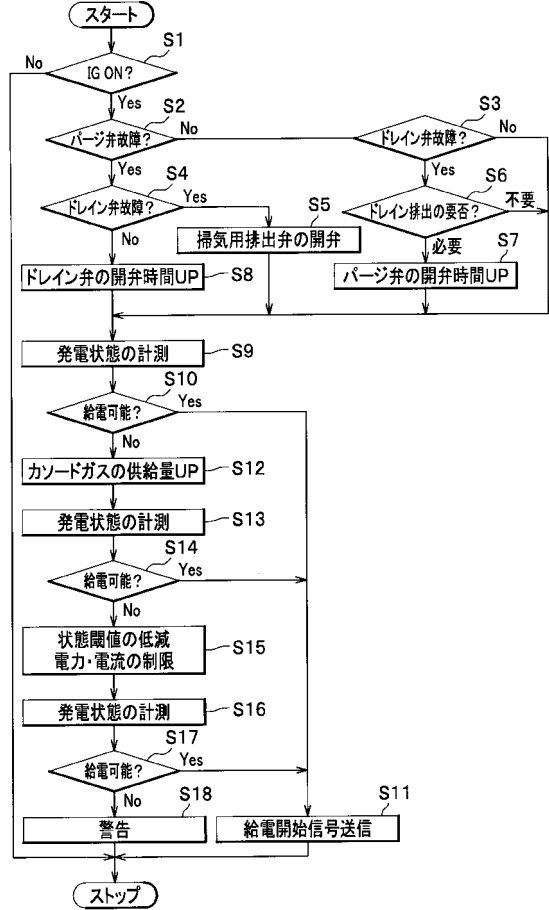 スタート
S1
No
IG ON?
Yes
S2
S3
パージ弁故障?
No
ドレイン弁故障?
No
Yes
S4
Yes
S6
ドレイン弁故障?
Yes
S5
ドレイン排出の要否?
不要
No
掃気用排出弁の開弁
必要
S7
ドレイン弁の開弁時間UP
S8
パージ弁の開弁時間UP
発電状態の計測
S9
S10
給電可能?
Yes
No
カソードガスの供給量UP
S12
発電状態の計測
S13
S14
給電可能?
Yes
No
状態閾値の低減
電力・電流の制限
S15
発電状態の計測
S16
S17
給電可能?
Yes
No
S18
S11
警告
給電開始信号送信
ストップ